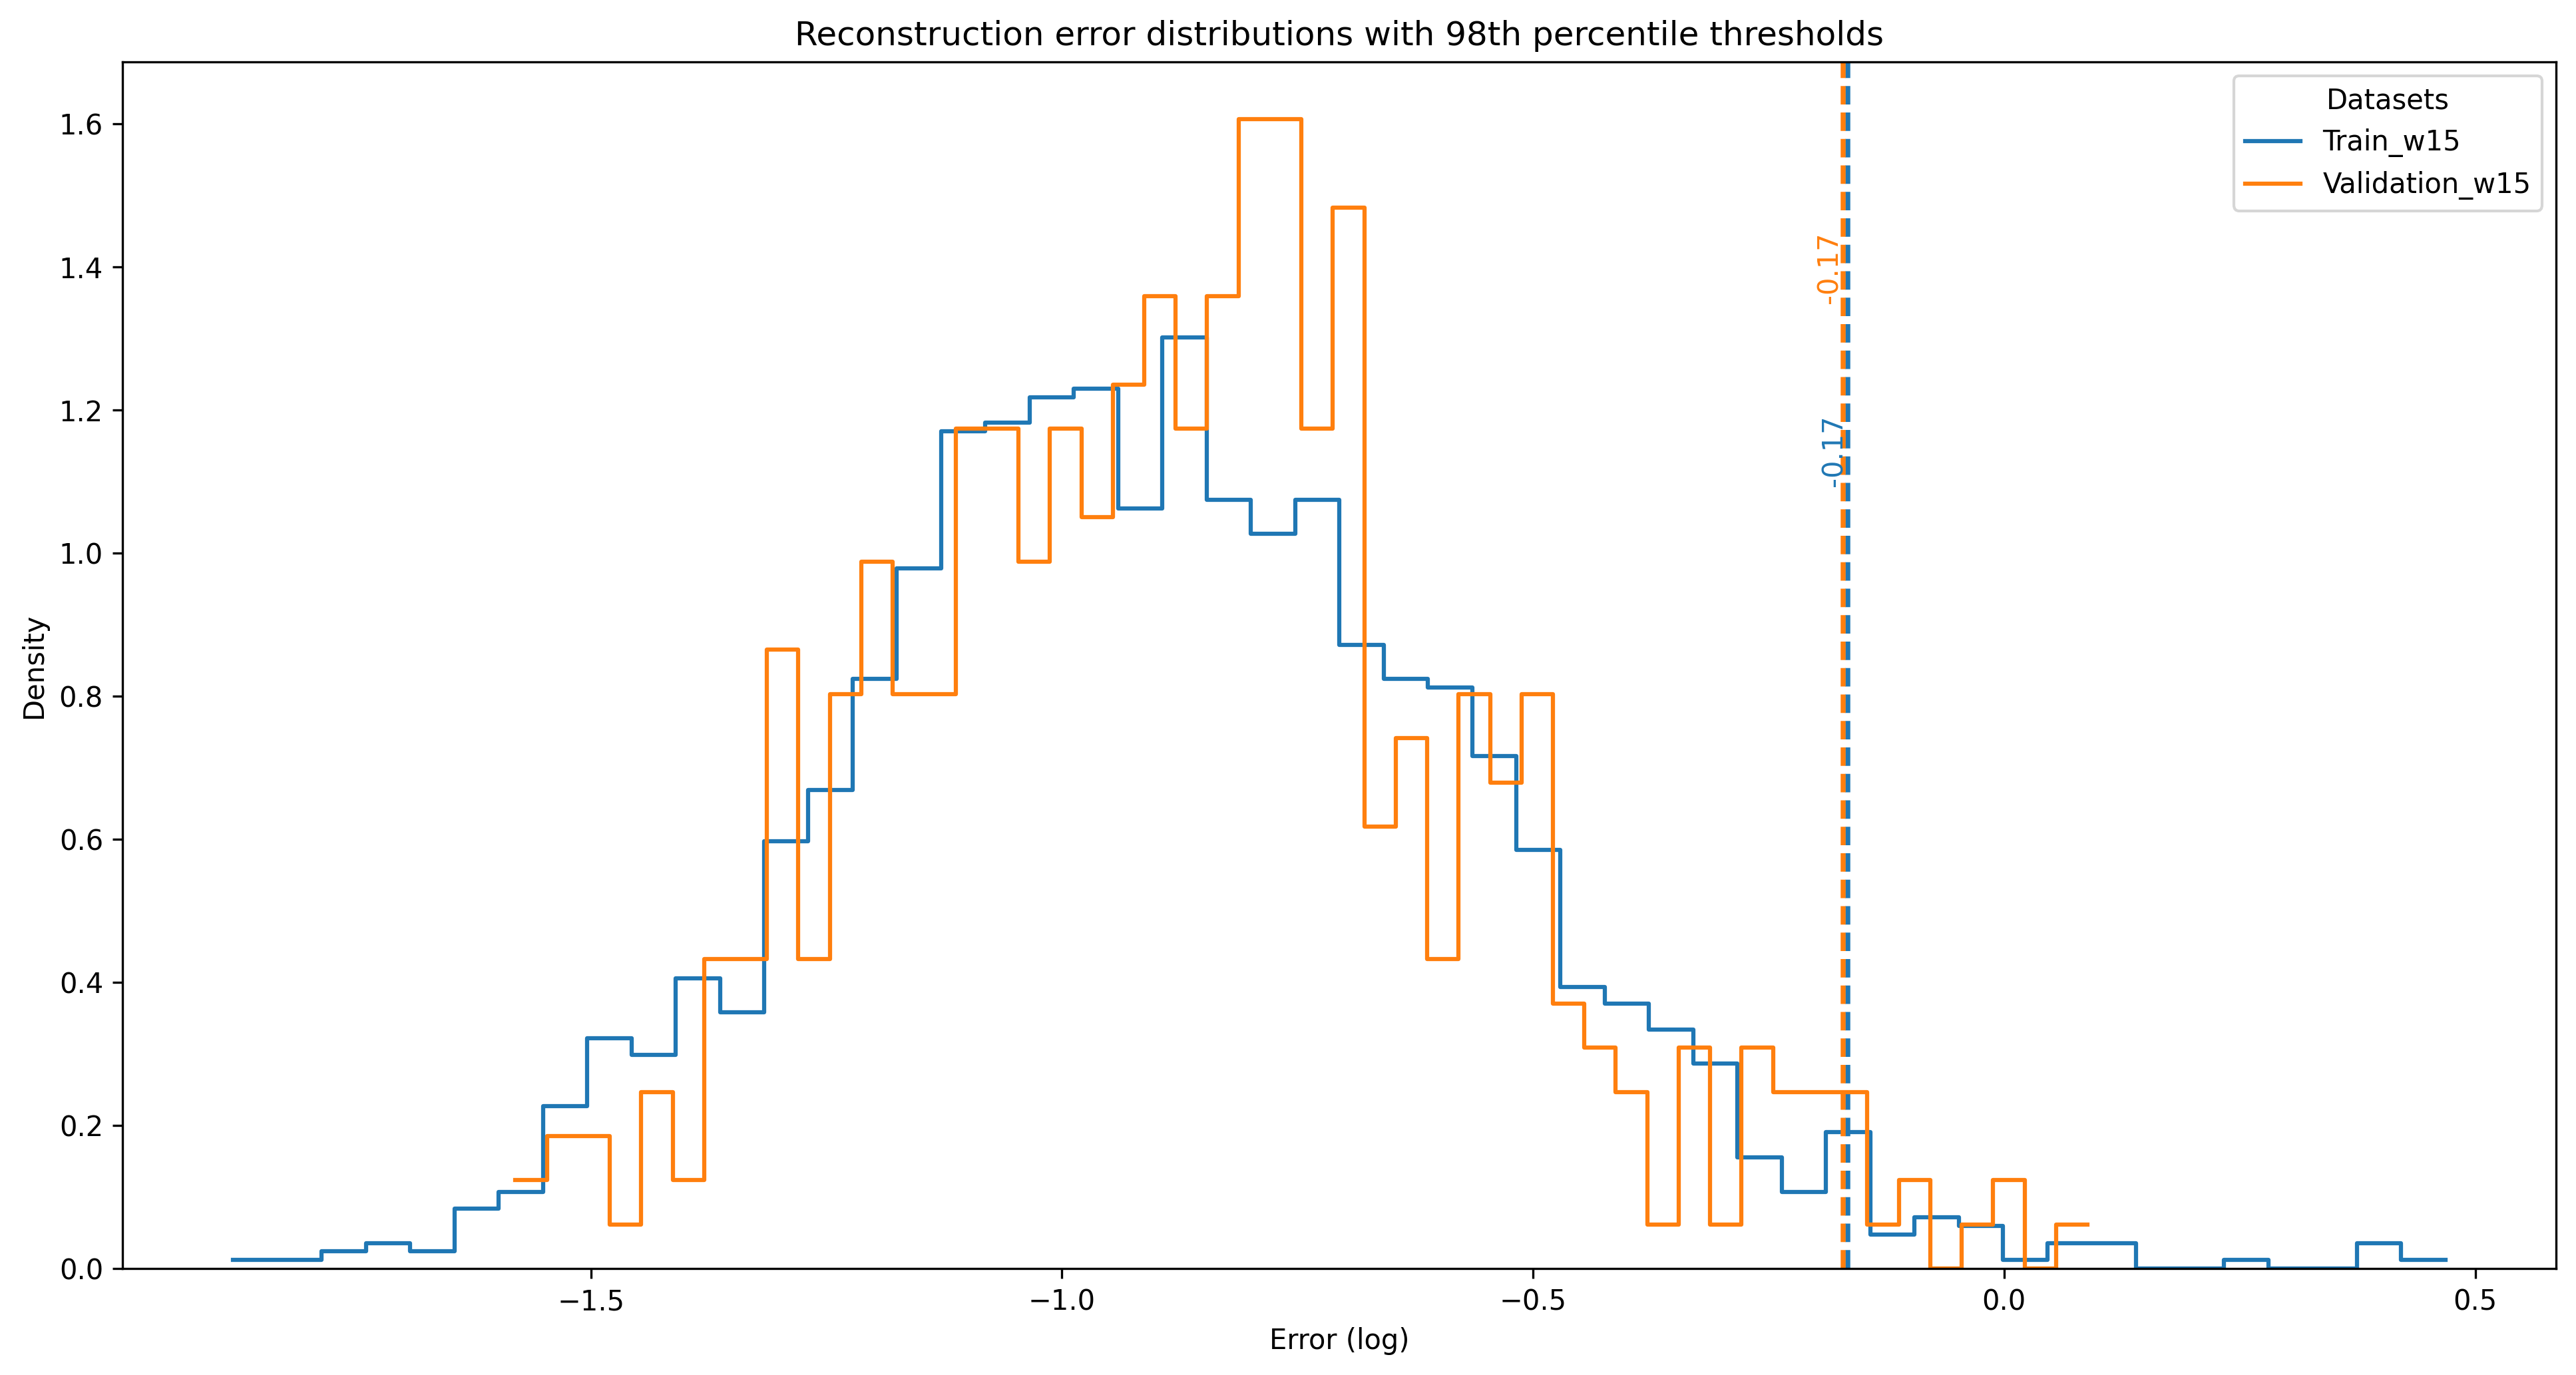 Reconstruction error distributions with 98th percentile thresholds
Datasets
Train_w15
Validation_w15
-0.17
-0.17
Density
1.6
1.4
1.2
1.0
0.8
0.6
0.4
0.2
0.0
−1.5
−1.0
−0.5
0.0
0.5
Error (log)